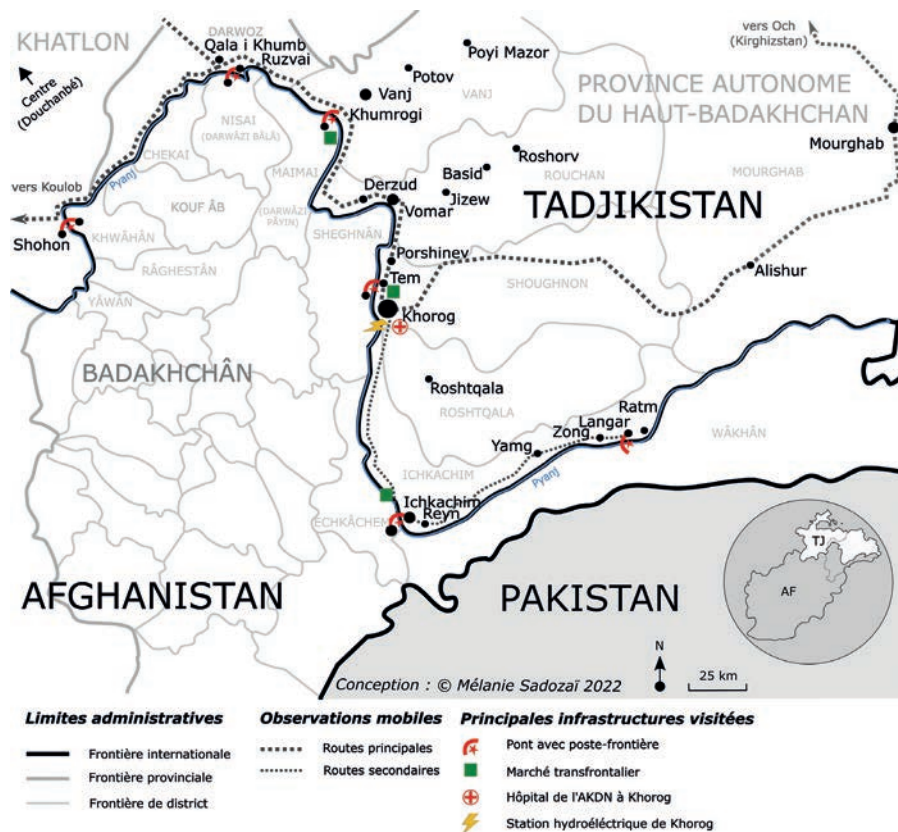 KHATLON
Centre
(Douchanbé)
DARWOZ
Qala i Khumb
Ruzvai
Poyi Mazor
Potov
VANJ
Vanj
Khumrogi
vers Och
(Kirghizstan)
PROVINCE AUTONOME
DU HAUT-BADAKHCHAN
Mourghab
MOURGHAB
NISAI
(DARWÂZI BÂLÂ)
CHEKAI
Pyanj
MAIMAI
(DARWÂZI
PÂYIN)
KOUF ÂB
vers Koulob
Shohon
KHWÂHÂN
RÂGHESTÂN
YÂWÂN
SHEGHNÂN
Derzud
Vomar
Basid
Jizew
Roshorv
ROUCHAN
TADJIKISTAN
Porshinev
Tem
Khorog
SHOUGHNON
Alishur
BADAKHCHÂN
Roshtqala
ROSHTQALA
Ratm
Langar
Zong
Yamg
Pyanj
WÂKHÂN
ICHKACHIM
Ichkachim
Reyn
ECHKÂCHEM
AFGHANISTAN
PAKISTAN
TJ
AF
N
25 km
Conception : © Mélanie Sadozaï 2022
Limites administratives
Frontière internationale
Frontière provinciale
Frontière de district
Observations mobiles
Routes principales
Routes secondaires
Principales infrastructures visitées
Pont avec poste-frontière
Marché transfrontalier
Hôpital de l'AKDN à Khorog
Station hydroéléctrique de Khorog